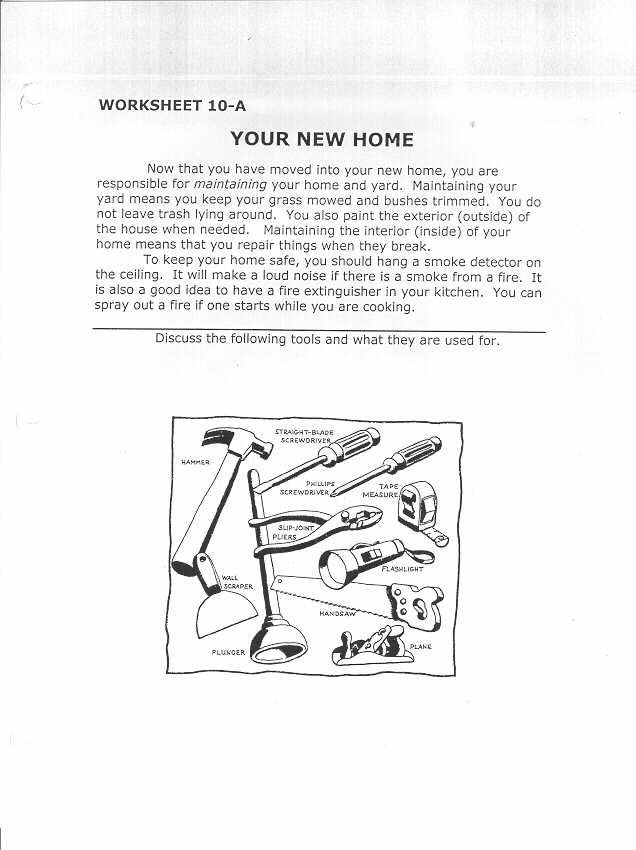 WORKSHEET 10-A
YOUR NEW HOME
Now that you have moved into your new home, you are
responsible for maintaining your home and yard. Maintaining your
yard means you keep your grass mowed and bushes trimmed. You do
not leave trash lying around. You also paint the exterior (outside) of
the house when needed. Maintaining the interior (inside) of your
home means that you repair things when they break.
To keep your home safe, you should hang a smoke detector on
the ceiling. It will make a loud noise if there is a smoke from a fire. It
is also a good idea to have a fire extinguisher in your kitchen. You can
spray out a fire if one starts while you are cooking.
Discuss the following tools and what they are used for.
STRAIGHT-BLADE
SCREWDRIVER
HAMMER
PHILLIPS
SCREWDRIVER
TAPE
MEASURE
SLIP-JOINT
PLIERS
FLASHLIGHT
WALL
SCRAPER
HANDSAW
PLUNGER
PLANE